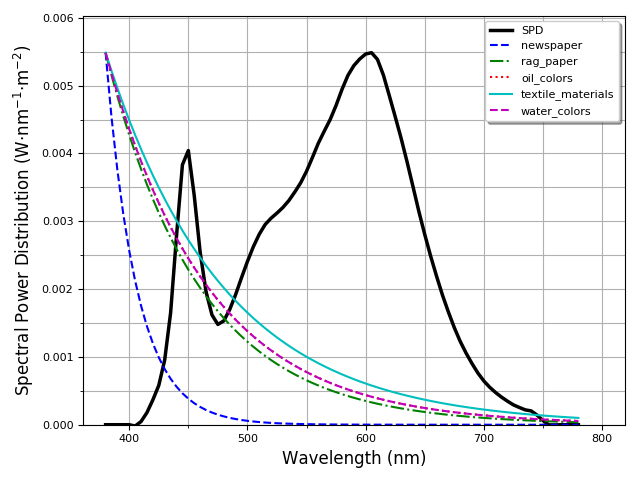 0.006
0.005
0.004
0.003
0.002
0.001
0.000
Spectral Power Distribution (W·nm⁻¹·m⁻²)
SPD
newspaper
rag_paper
oil_colors
textile_materials
water_colors
400 500 600 700 800
Wavelength (nm)